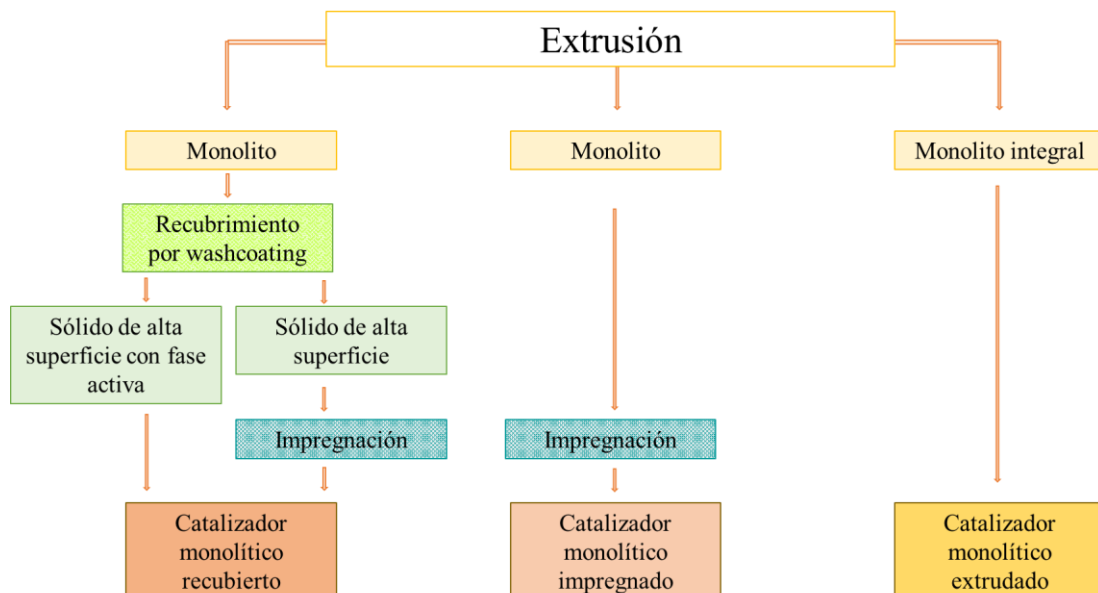 Extrusión
Monolito
Monolito
Monolito integral
Recubrimiento
por washcoating
Sólido de alta
superficie con fase
activa
Sólido de alta
superficie
Impregnación
Impregnación
Catalizador
monolítico
recubierto
Catalizador
monolítico
impregnado
Catalizador
monolítico
extrudado